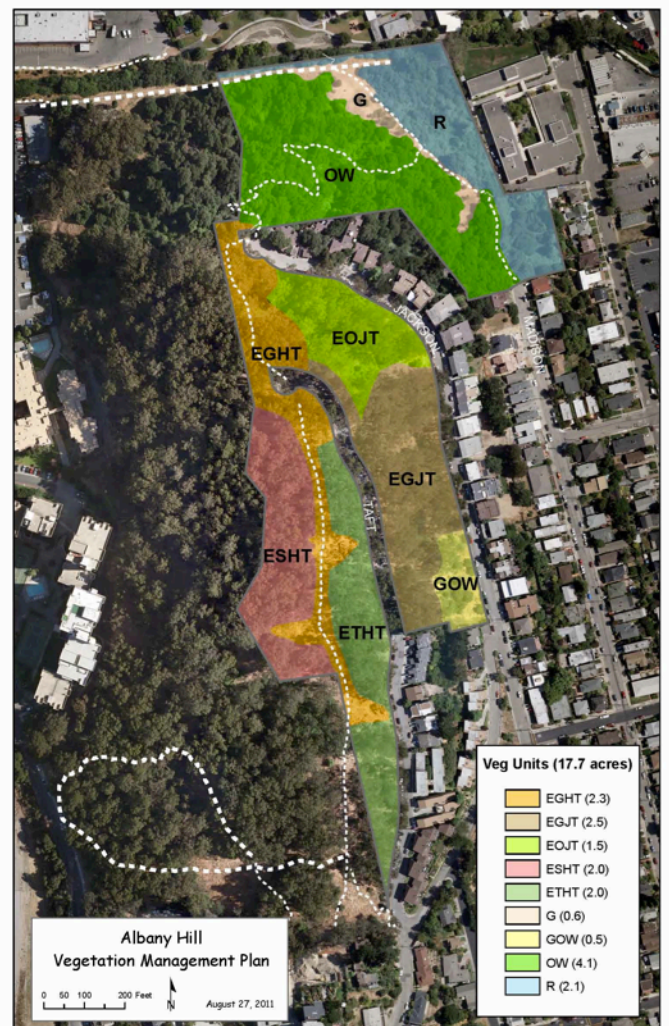 G
R
OW
EGHT
EOJT
JACKSON
MADISON
EGJT
TAFT
ESHT
GOW
ETHT
Veg Units (17.7 acres)
EGHT (2.3)
EGJT (2.5)
EOJT (1.5)
ESHT (2.0)
ETHT (2.0)
G (0.6)
GOW (0.5)
OW (4.1)
R (2.1)
Albany Hill
Vegetation Management Plan
0 50 100 200 Feet
N
August 27, 2011